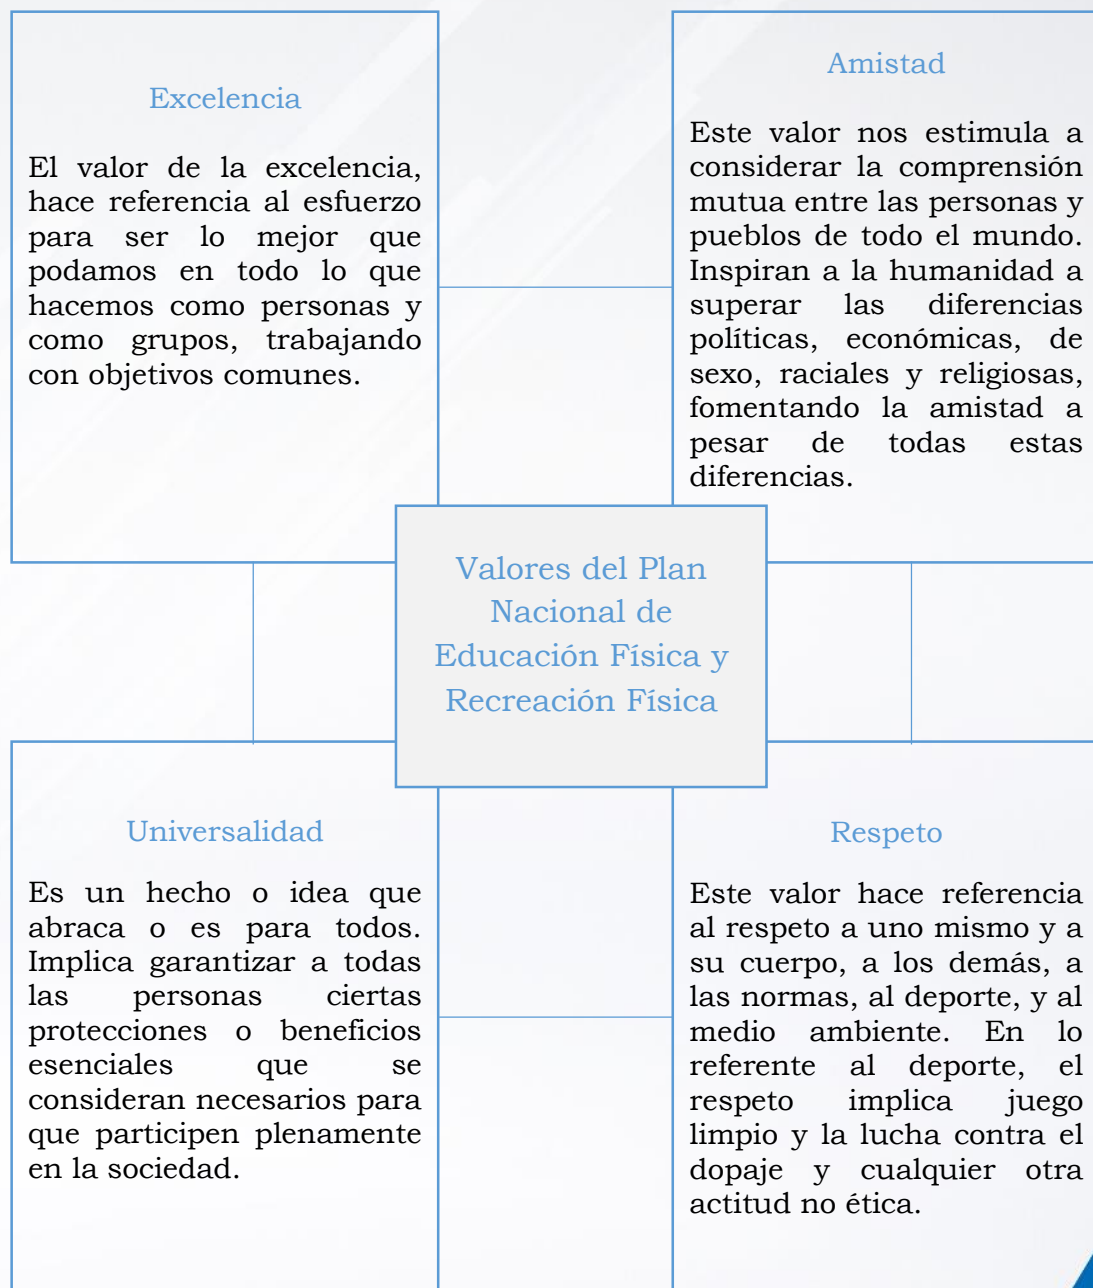 Excelencia
El valor de la excelencia,
hace referencia al esfuerzo
para ser lo mejor que
podamos en todo lo que
hacemos como personas y
como grupos, trabajando
con objetivos comunes.
Amistad
Este valor nos estimula a
considerar la comprensión
mutua entre las personas y
pueblos de todo el mundo.
Inspiran a la humanidad a
superar las diferencias
políticas, económicas, de
sexo, raciales y religiosas,
fomentando la amistad a
pesar de todas estas
diferencias.
Valores del Plan
Nacional de
Educación Física y
Recreación Física
Universalidad
Es un hecho o idea que
abraca o es para todos.
Implica garantizar a todas
las personas ciertas
protecciones o beneficios
esenciales que se
consideran necesarios para
que participen plenamente
en la sociedad.
Respeto
Este valor hace referencia
al respeto a uno mismo y a
su cuerpo, a los demás, a
las normas, al deporte, y al
medio ambiente. En lo
referente al deporte, el
respeto implica juego
limpio y la lucha contra el
dopaje y cualquier otra
actitud no ética.